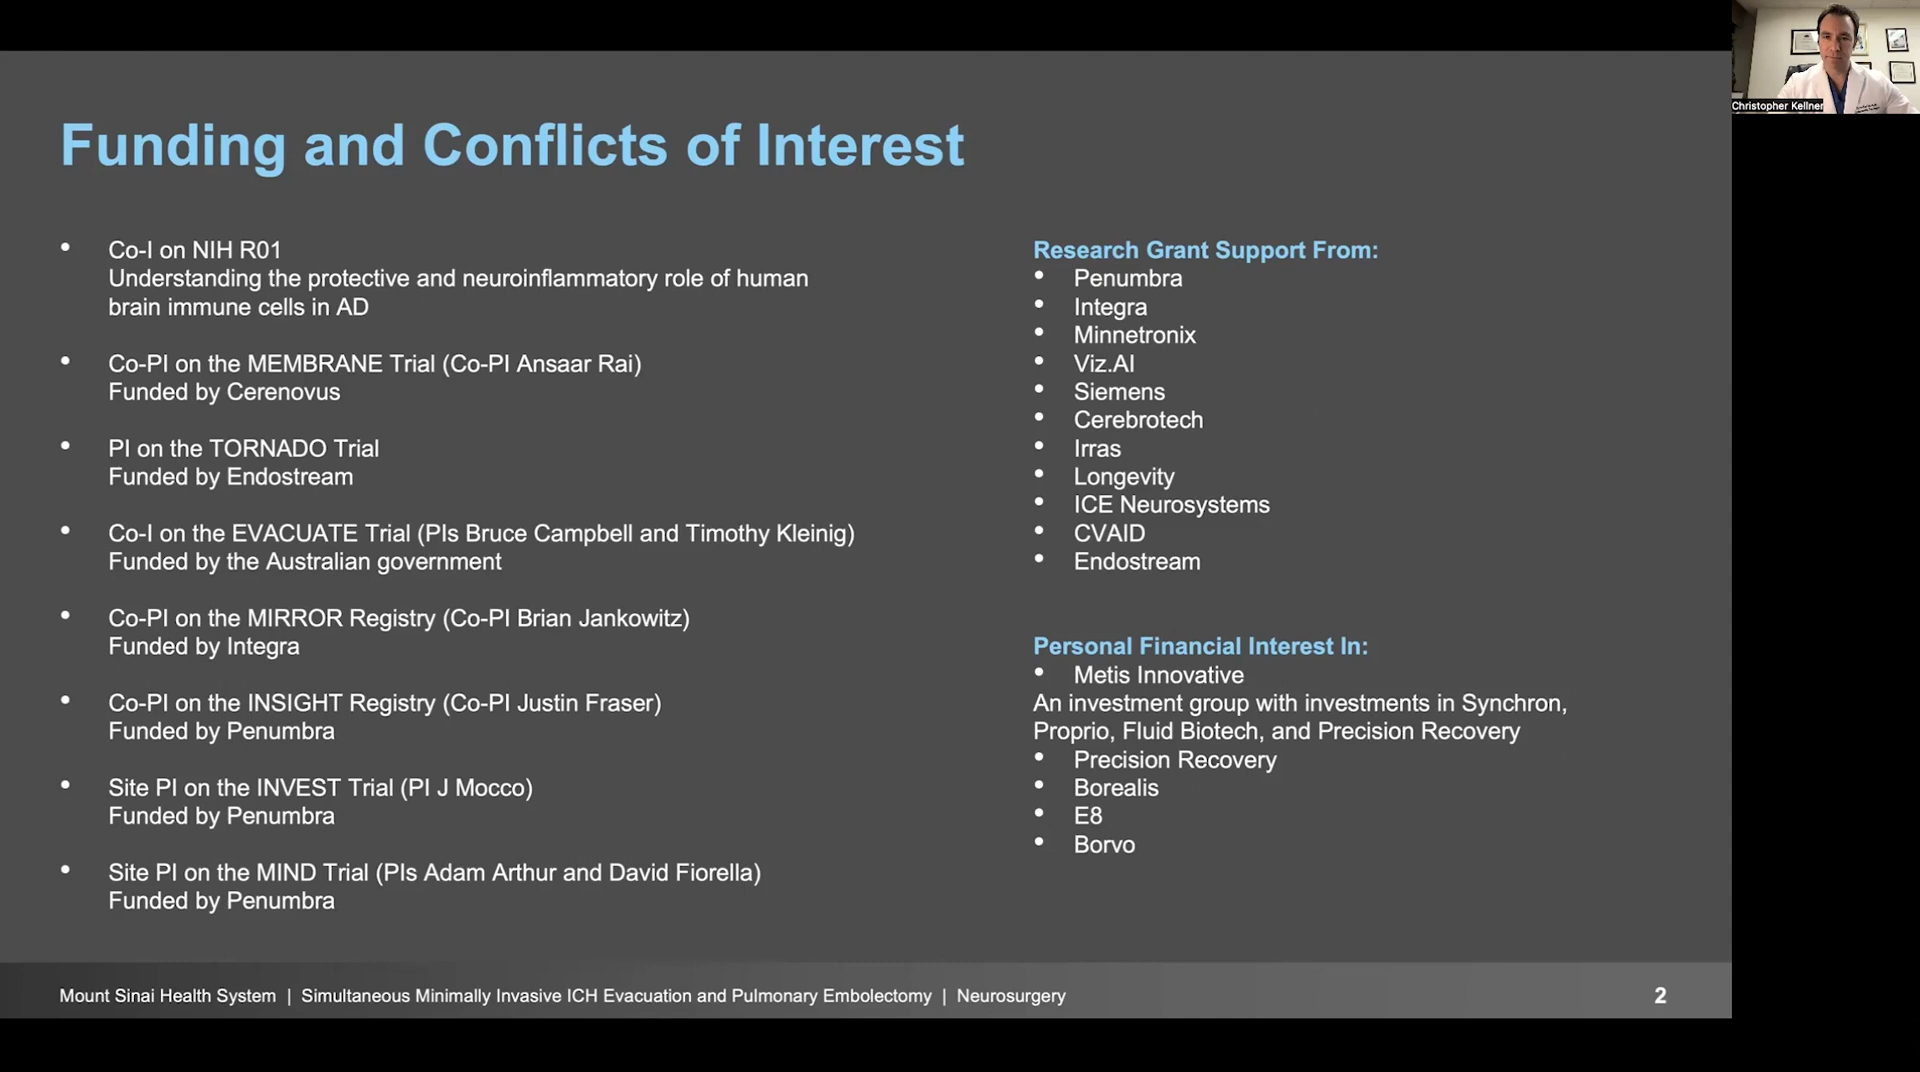 Funding and Conflicts of Interest
• Co-I on NIH R01
Understanding the protective and neuroinflammatory role of human
brain immune cells in AD
• Co-PI on the MEMBRANE Trial (Co-PI Ansaar Rai)
Funded by Cerenovus
• PI on the TORNADO Trial
Funded by Endostream
• Co-I on the EVACUATE Trial (PIs Bruce Campbell and Timothy Kleinig)
Funded by the Australian government
• Co-PI on the MIRROR Registry (Co-PI Brian Jankowitz)
Funded by Integra
• Co-PI on the INSIGHT Registry (Co-PI Justin Fraser)
Funded by Penumbra
• Site PI on the INVEST Trial (PI J Mocco)
Funded by Penumbra
• Site PI on the MIND Trial (PIs Adam Arthur and David Fiorella)
Funded by Penumbra
Research Grant Support From:
• Penumbra
• Integra
• Minnetronix
• Viz.AI
• Siemens
• Cerebrotech
• Irras
• Longevity
• ICE Neurosystems
• CVAID
• Endostream
Personal Financial Interest In:
• Metis Innovative
An investment group with investments in Synchron,
Proprio, Fluid Biotech, and Precision Recovery
• Precision Recovery
• Borealis
• E8
• Borvo
Mount Sinai Health System | Simultaneous Minimally Invasive ICH Evacuation and Pulmonary Embolectomy | Neurosurgery
2
Christopher Kellner